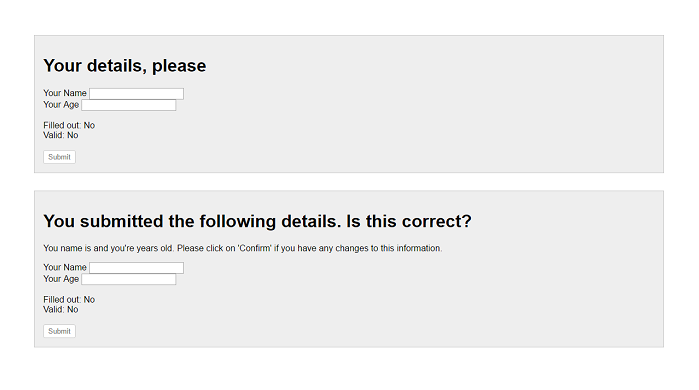 Your details, please
Your Name
Your Age
Filled out: No
Valid: No
Submit
You submitted the following details. Is this correct?
You name is and you're years old. Please click on 'Confirm' if you have any changes to this information.
Your Name
Your Age
Filled out: No
Valid: No
Submit